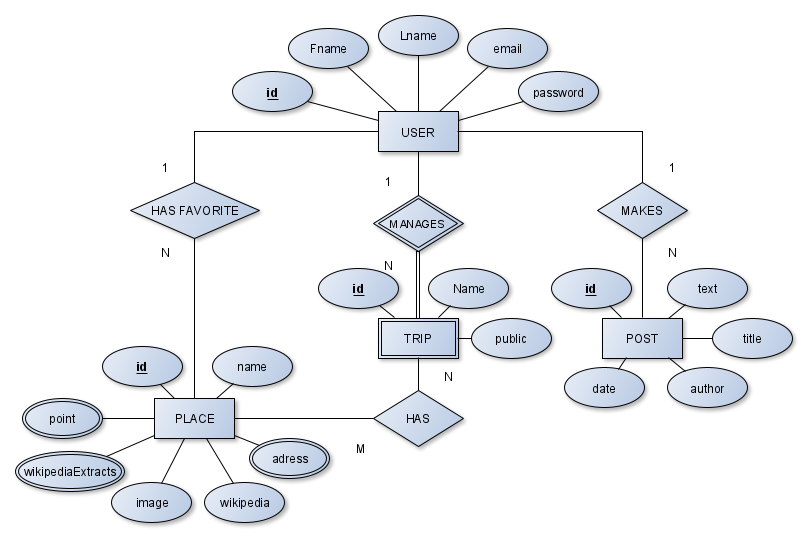 Lname
Fname
email
id
password
USER
1
1
1
HAS FAVORITE
MANAGES
MAKES
N
N
N
id
Name
id
text
TRIP
public
POST
title
id
name
N
date
author
point
PLACE
HAS
M
adress
wikipediaExtracts
image
wikipedia